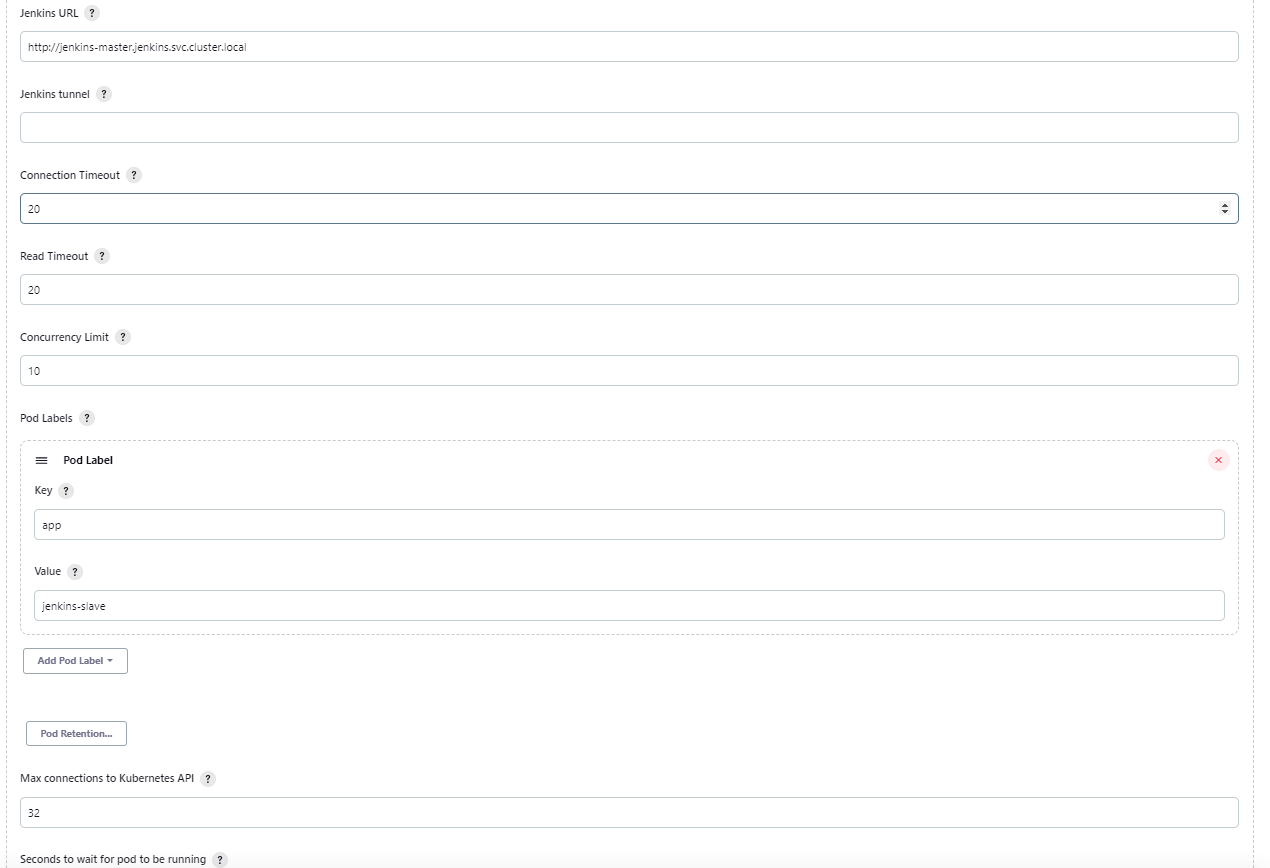 Jenkins URL ?
http://jenkins-master.jenkins.svc.cluster.local
Jenkins tunnel ?
Connection Timeout ?
20
Read Timeout ?
20
Concurrency Limit ?
10
Pod Labels ?
Pod Label
Key ?
app
Value ?
jenkins-slave
Add Pod Label
Pod Retention...
Max connections to Kubernetes API ?
32
Seconds to wait for pod to be running ?